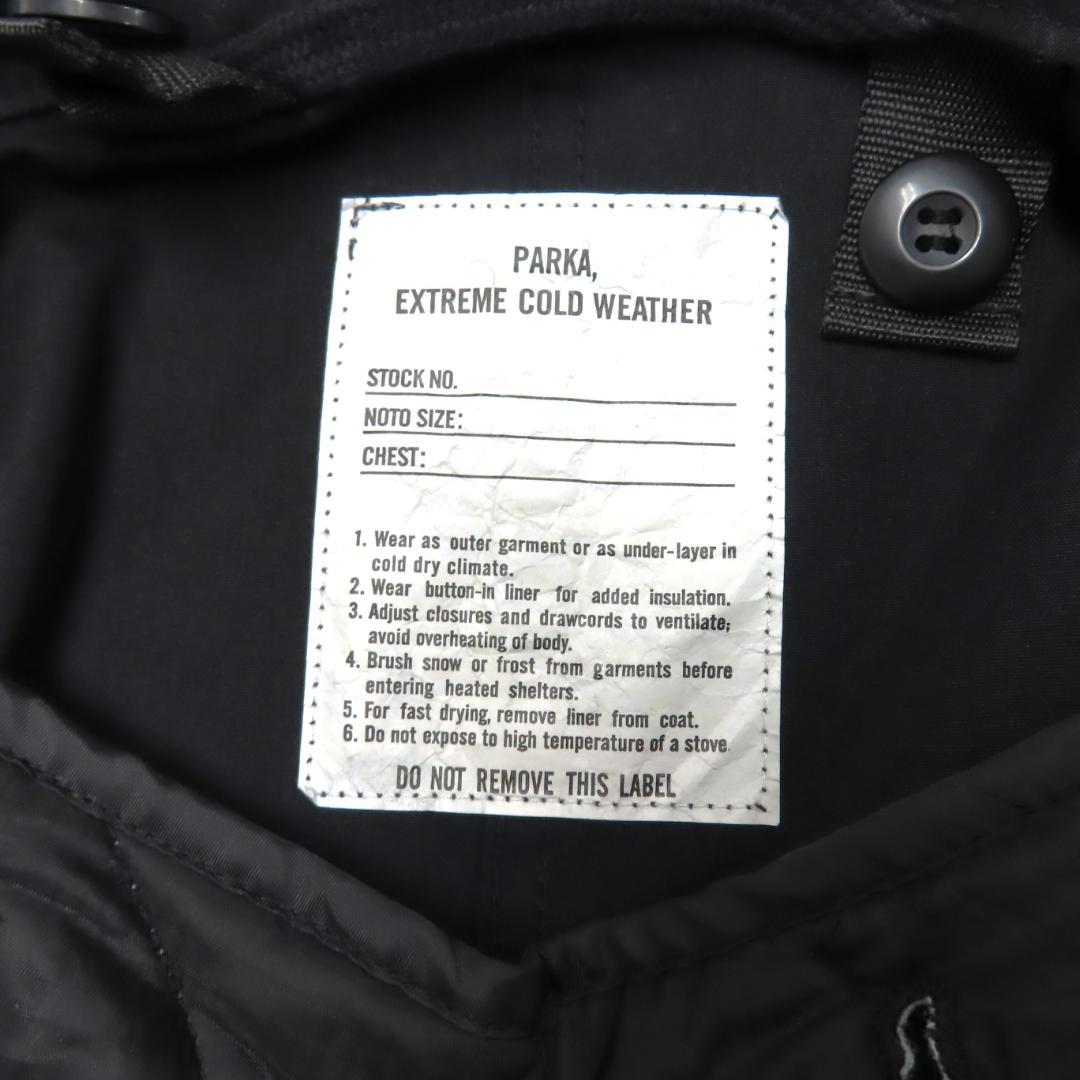 PARKA,
EXTREME COLD WEATHER
STOCK NO.
NOTO SIZE:
CHEST:
1. Wear as outer garment or as under-layer in
cold dry climate.
2. Wear button-in liner for added insulation.
3. Adjust closures and drawcords to ventilate;
avoid overheating of body.
4. Brush snow or frost from garments before
entering heated shelters.
5. For fast drying, remove liner from coat.
6. Do not expose to high temperature of a stove.
DO NOT REMOVE THIS LABEL